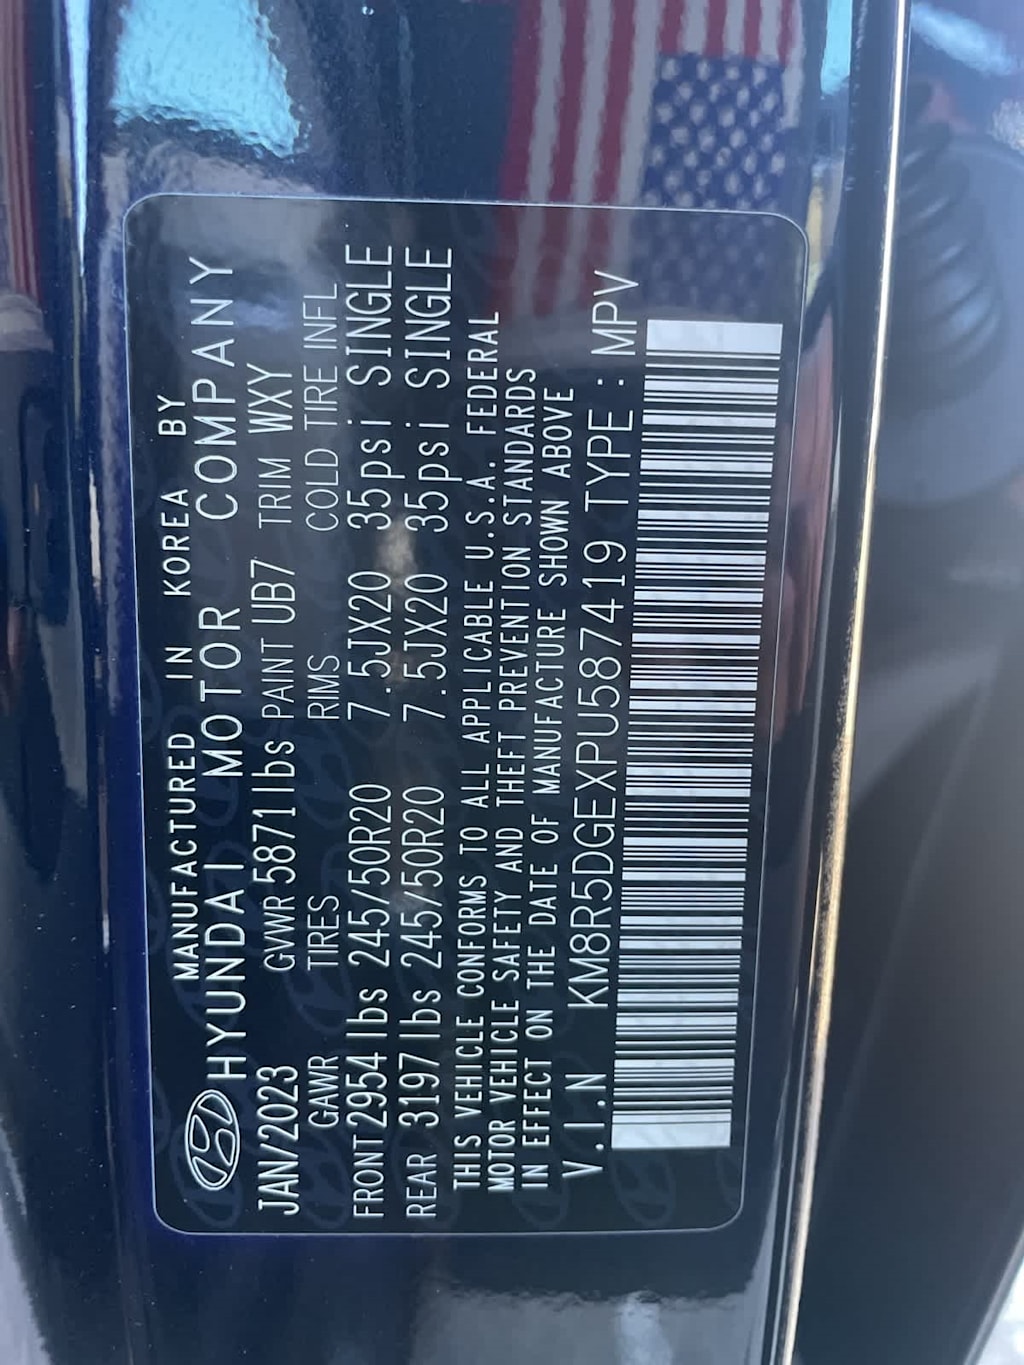 MANUFACTURED IN KOREA BY
HYUNDAI MOTOR COMPANY
JAN/2023 GVWR 5871lbs PAINT UB7 TRIM WXY
GAWR TIRES RIMS COLD TIRE INFL.
FRONT 2954 lbs 245/50R20 7.5JX20 35psi SINGLE
REAR 3197 lbs 245/50R20 7.5JX20 35psi SINGLE
THIS VEHICLE CONFORMS TO ALL APPLICABLE U.S.A. FEDERAL
MOTOR VEHICLE SAFETY AND THEFT PREVENTION STANDARDS
IN EFFECT ON THE DATE OF MANUFACTURE SHOWN ABOVE
V.I.N KM8R5DGEXPU587419 TYPE : MPV